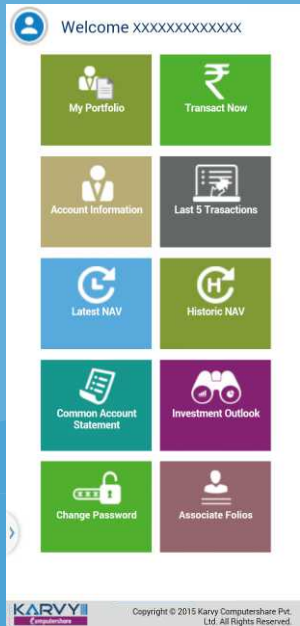 Welcome XXXXXXXXXXXXX
My Portfolio
Transact Now
Account Information
Last 5 Trasactions
Latest NAV
H
Historic NAV
Common Account
Statement
Investment Outlook
Change Password
Associate Folios
KARVY
Computershare
Copyright © 2015 Karvy Computershare Pvt.
Ltd. All Rights Reserved.